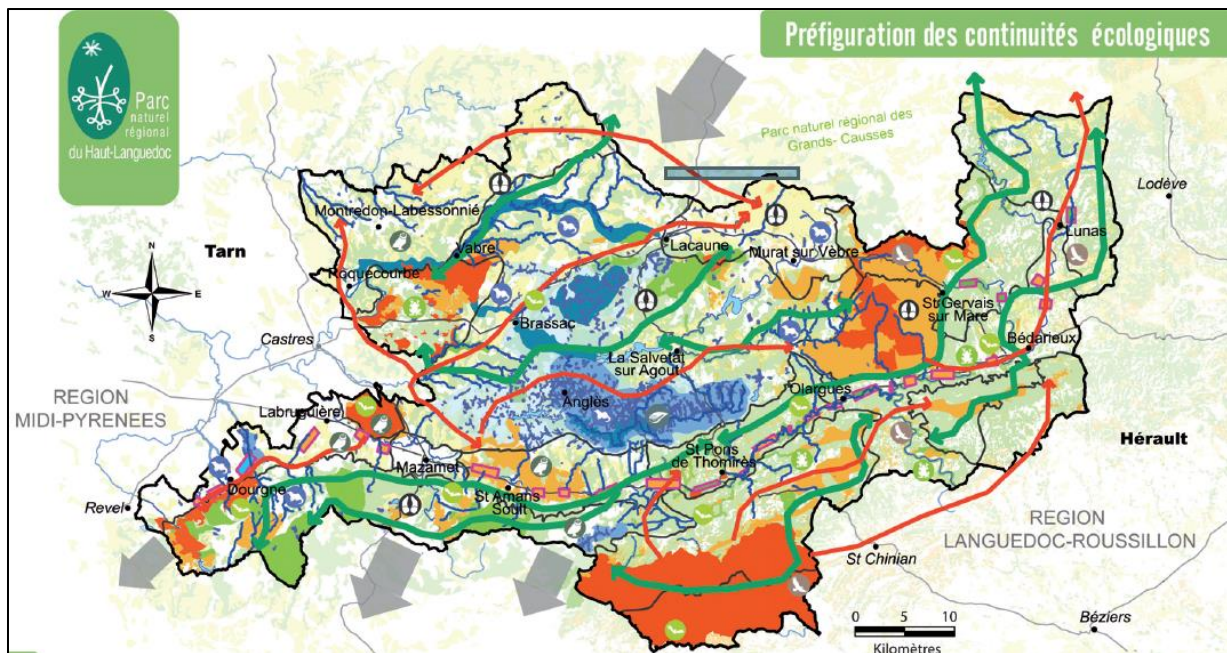 Préfiguration des continuités écologiques
Parc
naturel
régional
du Haut-Languedoc
Parc naturel régional des
Grands- Causses
Lodève
Montredon-Labessonnié
Lunas
Tarn
Vabre
Lacaune
Murat sur Vèbre
Roquecourbe
N
W
E
S
St Gervais
sur Mare
Brassac
Castres
La Salvetat
sur Agout
Bédarieux
Olargues
REGION
MIDI-PYRENEES
Labruguière
Anglès
Hérault
St Pons
de Thomirès
Mazamet
Dourgne
St Amans
Soult
Revel
REGION
LANGUEDOC-ROUSSILLON
St Chinian
0 5 10
Kilomètres
Béziers